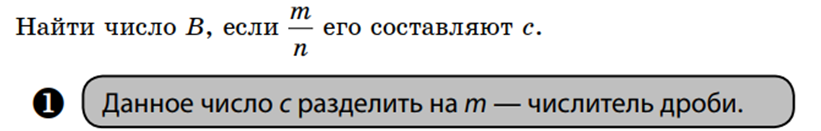 Найти число B, если m/n его составляют c.
❶ Данное число c разделить на m — числитель дроби.